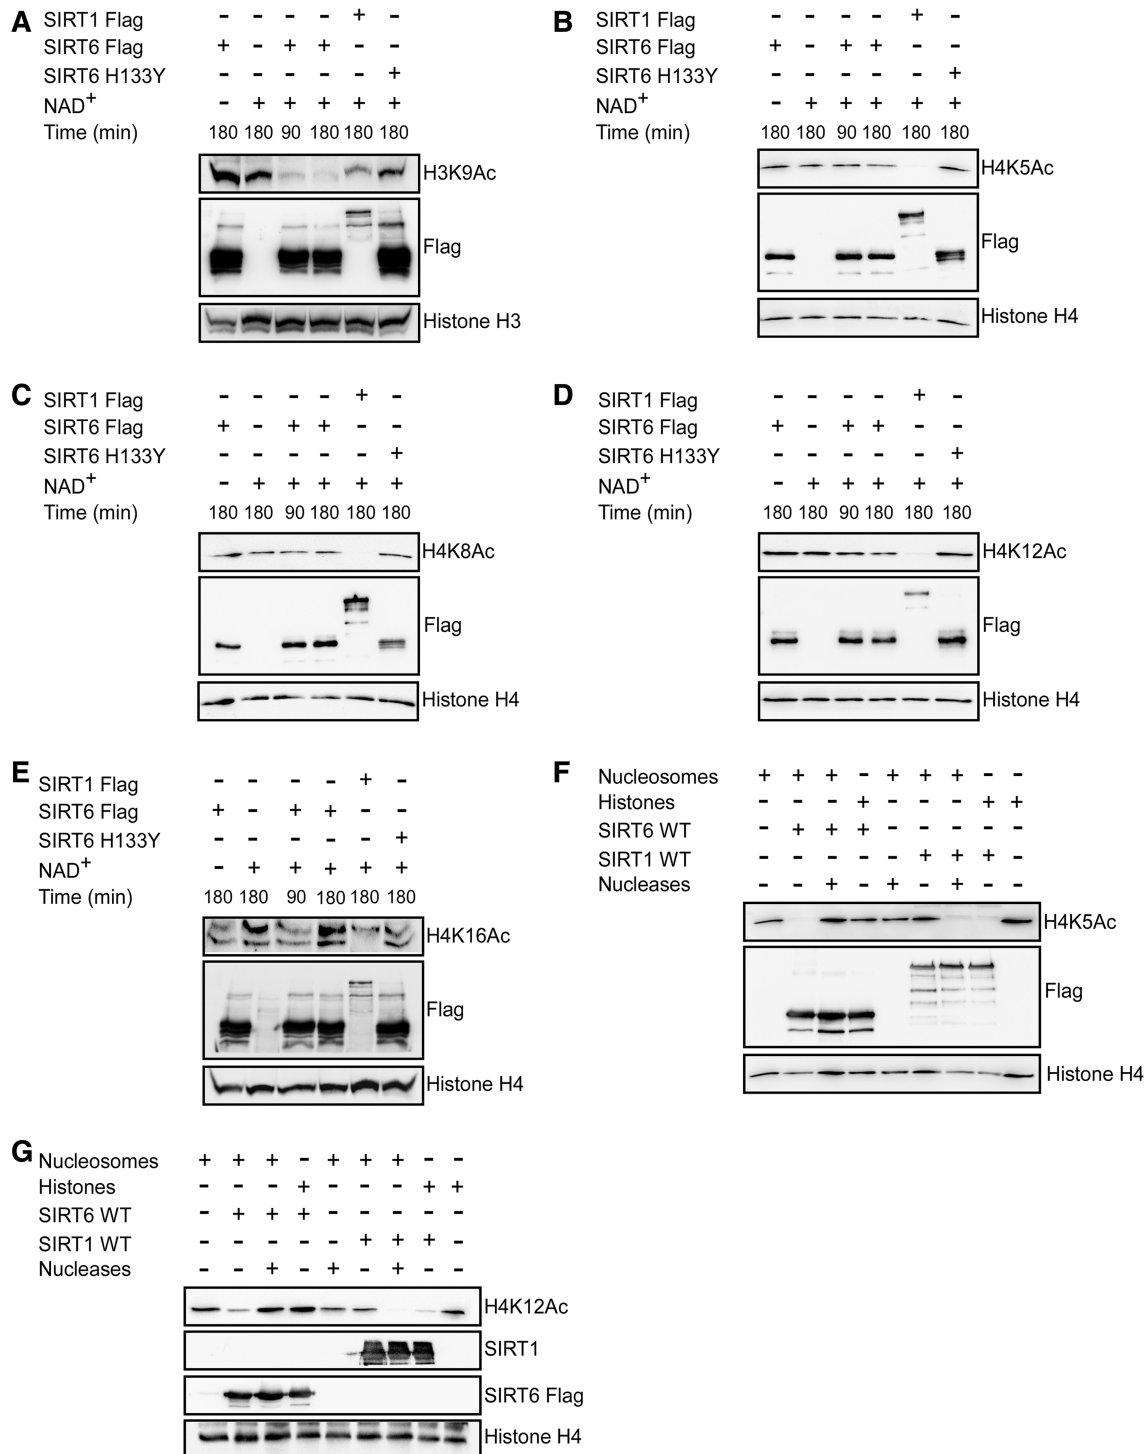 A
SIRT1 Flag - - - - + -
SIRT6 Flag + - + + - -
SIRT6 H133Y - - - - - +
NAD+ - + + + + +
Time (min) 180 180 90 180 180 180
H3K9Ac
Flag
Histone H3
B
SIRT1 Flag - - - - + -
SIRT6 Flag + - + + - -
SIRT6 H133Y - - - - - +
NAD+ - + + + + +
Time (min) 180 180 90 180 180 180
H4K5Ac
Flag
Histone H4
C
SIRT1 Flag - - - - + -
SIRT6 Flag + - + + - -
SIRT6 H133Y - - - - - +
NAD+ - + + + + +
Time (min) 180 180 90 180 180 180
H4K8Ac
Flag
Histone H4
D
SIRT1 Flag - - - - + -
SIRT6 Flag + - + + - -
SIRT6 H133Y - - - - - +
NAD+ - + + + + +
Time (min) 180 180 90 180 180 180
H4K12Ac
Flag
Histone H4
E
SIRT1 Flag - - - - + -
SIRT6 Flag + - + + - -
SIRT6 H133Y - - - - - +
NAD+ - + + + + +
Time (min) 180 180 90 180 180 180
H4K16Ac
Flag
Histone H4
F
Nucleosomes + + + - + + + - -
Histones - - - + - - - + +
SIRT6 WT - + + + - - - - -
SIRT1 WT - - - - - + + + -
Nucleases - - + - + - + - -
H4K5Ac
Flag
Histone H4
G
Nucleosomes + + + - + + + - -
Histones - - - + - - - + +
SIRT6 WT - + + + - - - - -
SIRT1 WT - - - - - + + + -
Nucleases - - + - + - + - -
H4K12Ac
SIRT1
SIRT6 Flag
Histone H4